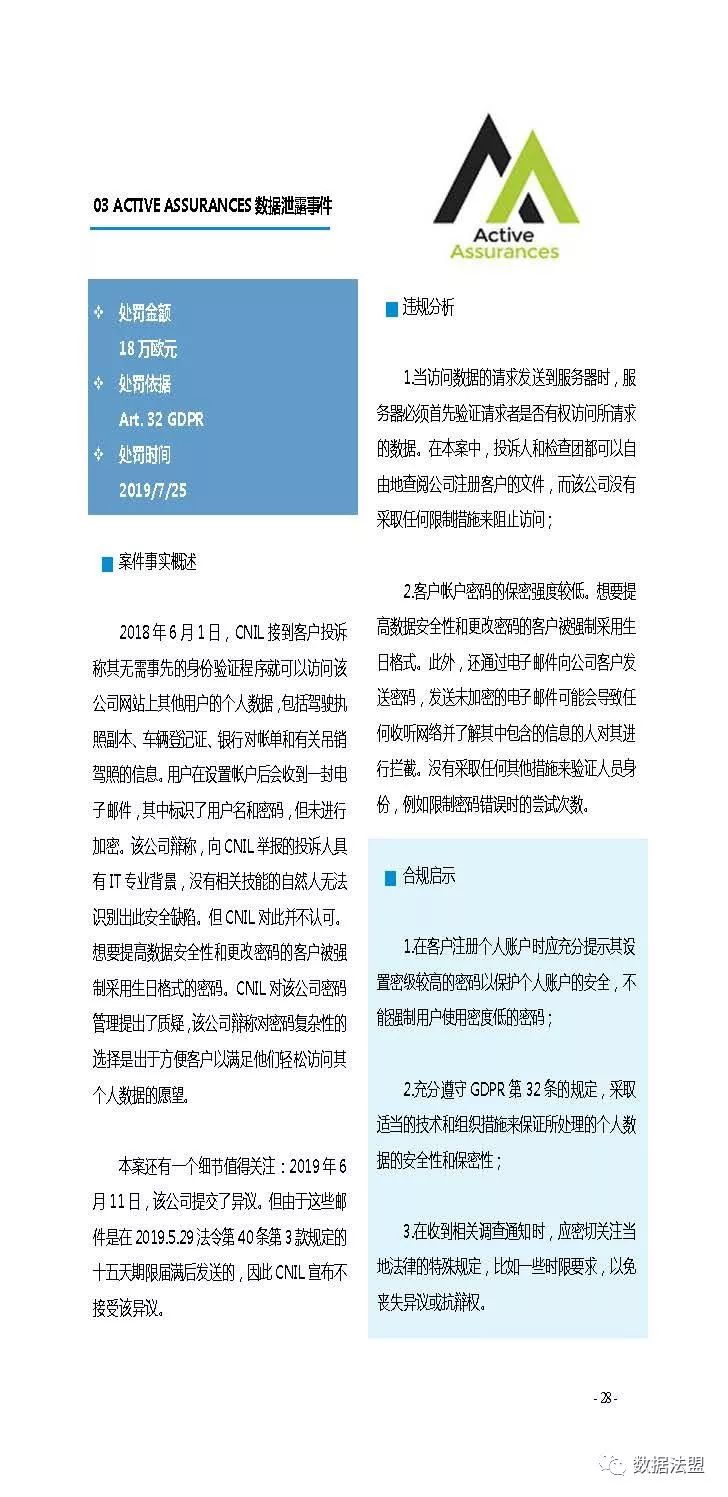 Active
Assurances
03 ACTIVE ASSURANCES 数据泄露事件
❖ 处罚金额
18 万欧元
❖ 处罚依据
Art. 32 GDPR
❖ 处罚时间
2019/7/25
案件事实概述
2018 年 6 月 1 日，CNIL 接到客户投诉
称其无需事先的身份验证程序就可以访问该
公司网站上其他用户的个人数据，包括驾驶执
照副本、车辆登记证、银行对帐单和有关吊销
驾照的信息。用户在设置帐户后会收到一封电
子邮件，其中标识了用户名和密码，但未进行
加密。该公司辩称，向 CNIL 举报的投诉人具
有 IT 专业背景，没有相关技能的自然人无法
识别出此安全缺陷。但 CNIL 对此并不认可。
想要提高数据安全性和更改密码的客户被强
制采用生日格式的密码。CNIL 对该公司密码
管理提出了质疑，该公司辩称对密码复杂性的
选择是出于方便客户以满足他们轻松访问其
个人数据的愿望。
本案还有一个细节值得关注：2019 年 6
月 11 日，该公司提交了异议。但由于这些邮
件是在 2019.5.29 法令第 40 条第 3 款规定的
十五天期限届满后发送的，因此 CNIL 宣布不
接受该异议。
违规分析
1.当访问数据的请求发送到服务器时，服
务器必须首先验证请求者是否有权访问所请求
的数据。在本案中，投诉人和检查团都可以自
由地查阅公司注册客户的文件，而该公司没有
采取任何限制措施来阻止访问；
2.客户帐户密码的保密强度较低。想要提
高数据安全性和更改密码的客户被强制采用生
日格式。此外，还通过电子邮件向公司客户发
送密码，发送未加密的电子邮件可能会导致任
何收听网络并了解其中包含的信息的人对其进
行拦截。没有采取任何其他措施来验证人员身
份，例如限制密码错误时的尝试次数。
合规启示
1.在客户注册个人账户时应充分提示其设
置密级较高的密码以保护个人账户的安全，不
能强制用户使用密度低的密码；
2.充分遵守 GDPR 第 32 条的规定，采取
适当的技术和组织措施来保证所处理的个人数
据的安全性和保密性；
3.在收到相关调查通知时，应密切关注当
地法律的特殊规定，比如一些时限要求，以免
丧失异议或抗辩权。
- 28 -
数据法盟